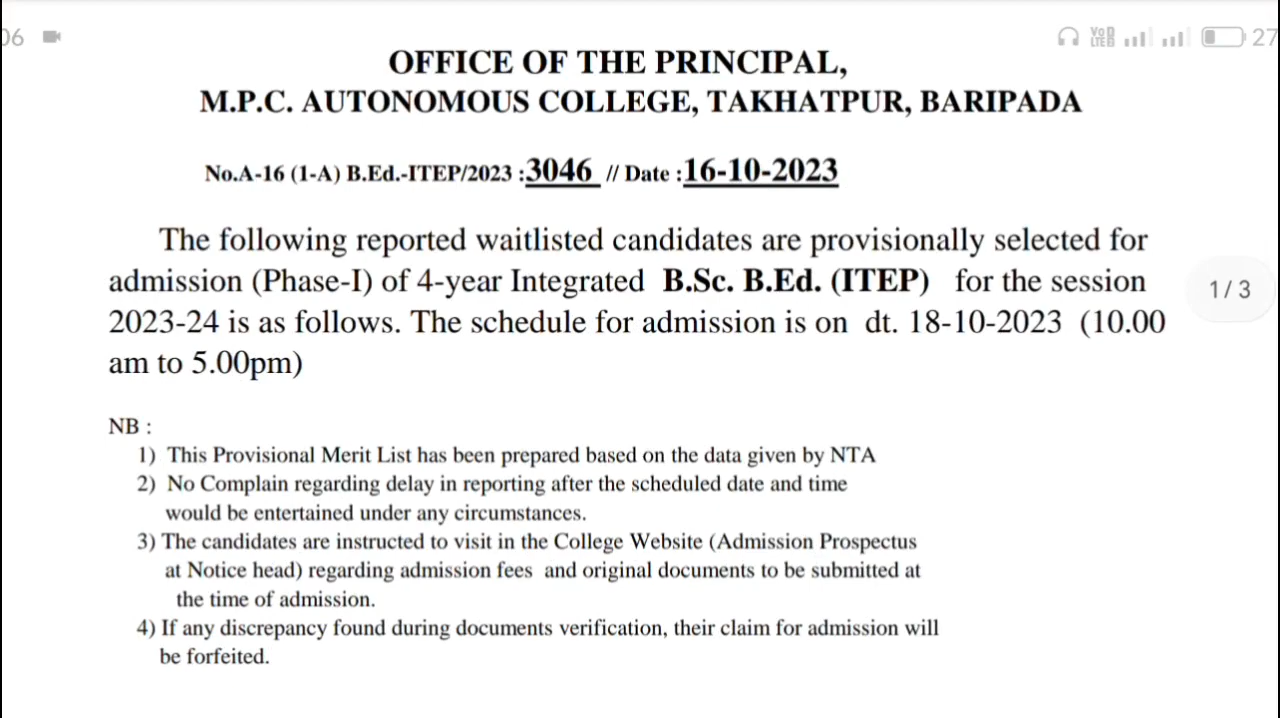 06
27
OFFICE OF THE PRINCIPAL,
M.P.C. AUTONOMOUS COLLEGE, TAKHATPUR, BARIPADA
No.A-16 (1-A) B.Ed.-ITEP/2023 :3046 // Date :16-10-2023
The following reported waitlisted candidates are provisionally selected for
admission (Phase-I) of 4-year Integrated B.Sc. B.Ed. (ITEP) for the session
1/3
2023-24 is as follows. The schedule for admission is on dt. 18-10-2023 (10.00
am to 5.00pm)
NB :
1) This Provisional Merit List has been prepared based on the data given by NTA
2) No Complain regarding delay in reporting after the scheduled date and time
would be entertained under any circumstances.
3) The candidates are instructed to visit in the College Website (Admission Prospectus
at Notice head) regarding admission fees and original documents to be submitted at
the time of admission.
4) If any discrepancy found during documents verification, their claim for admission will
be forfeited.